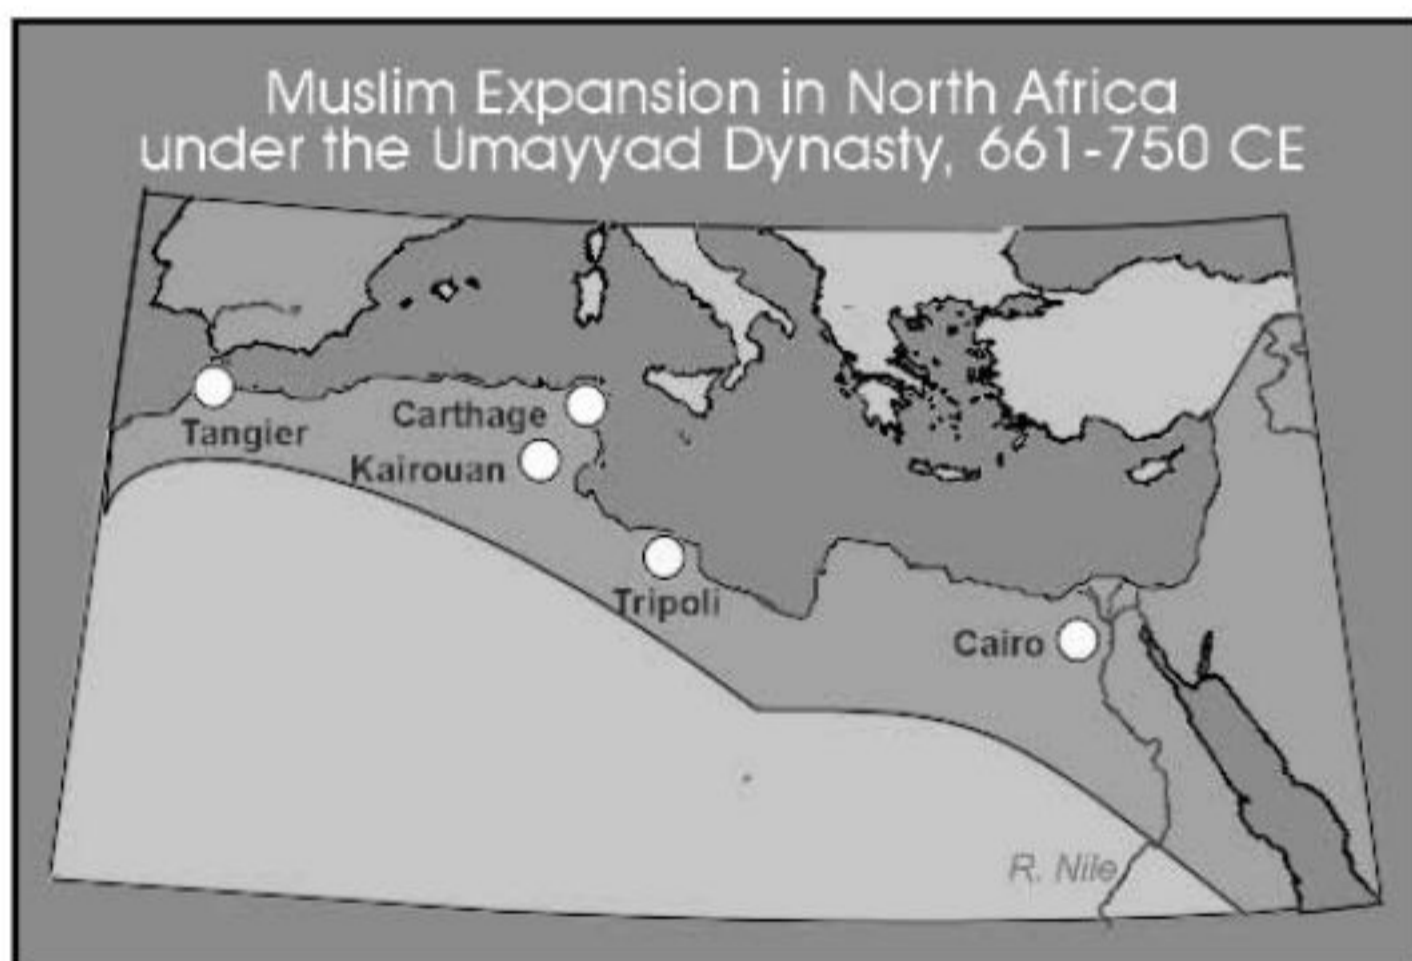 Muslim Expansion in North Africa
under the Umayyad Dynasty, 661-750 CE
Tangier
Carthage
Kairouan
Tripoli
Cairo
R. Nile